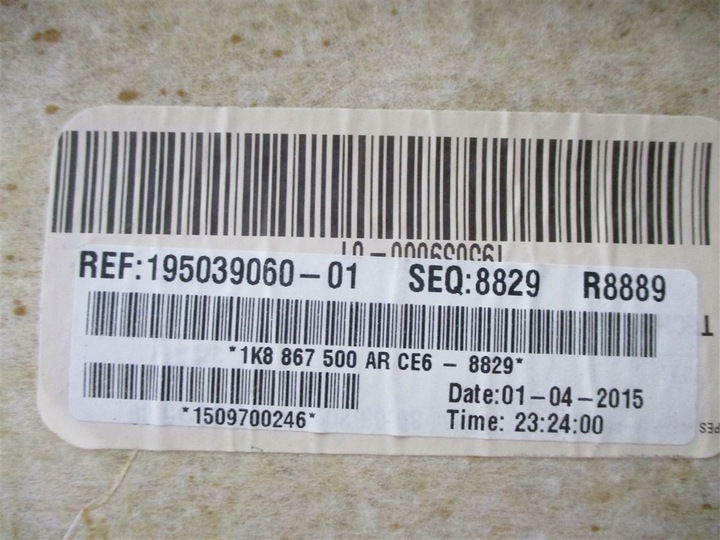 REF:195039060-01 SEQ:8829 R8889
*1K8 867 500 AR CE6 - 8829*
Date:01-04-2015
*1509700246* Time: 23:24:00